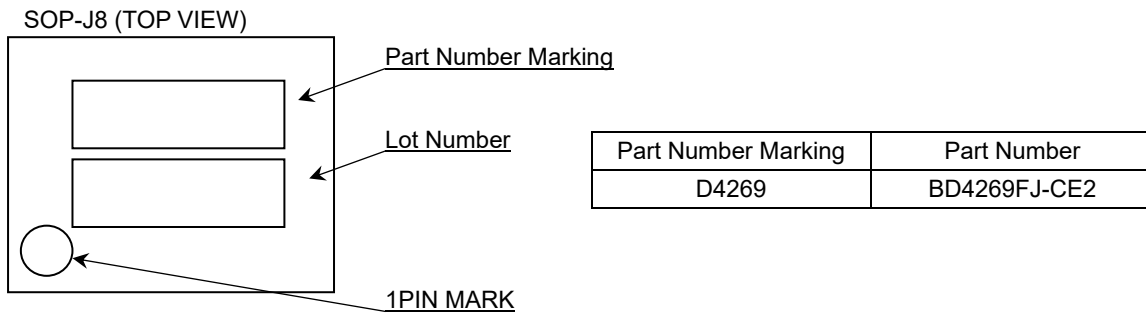 SOP-J8 (TOP VIEW)
Part Number Marking
Lot Number
1PIN MARK
Part Number Marking Part Number
D4269 BD4269FJ-CE2